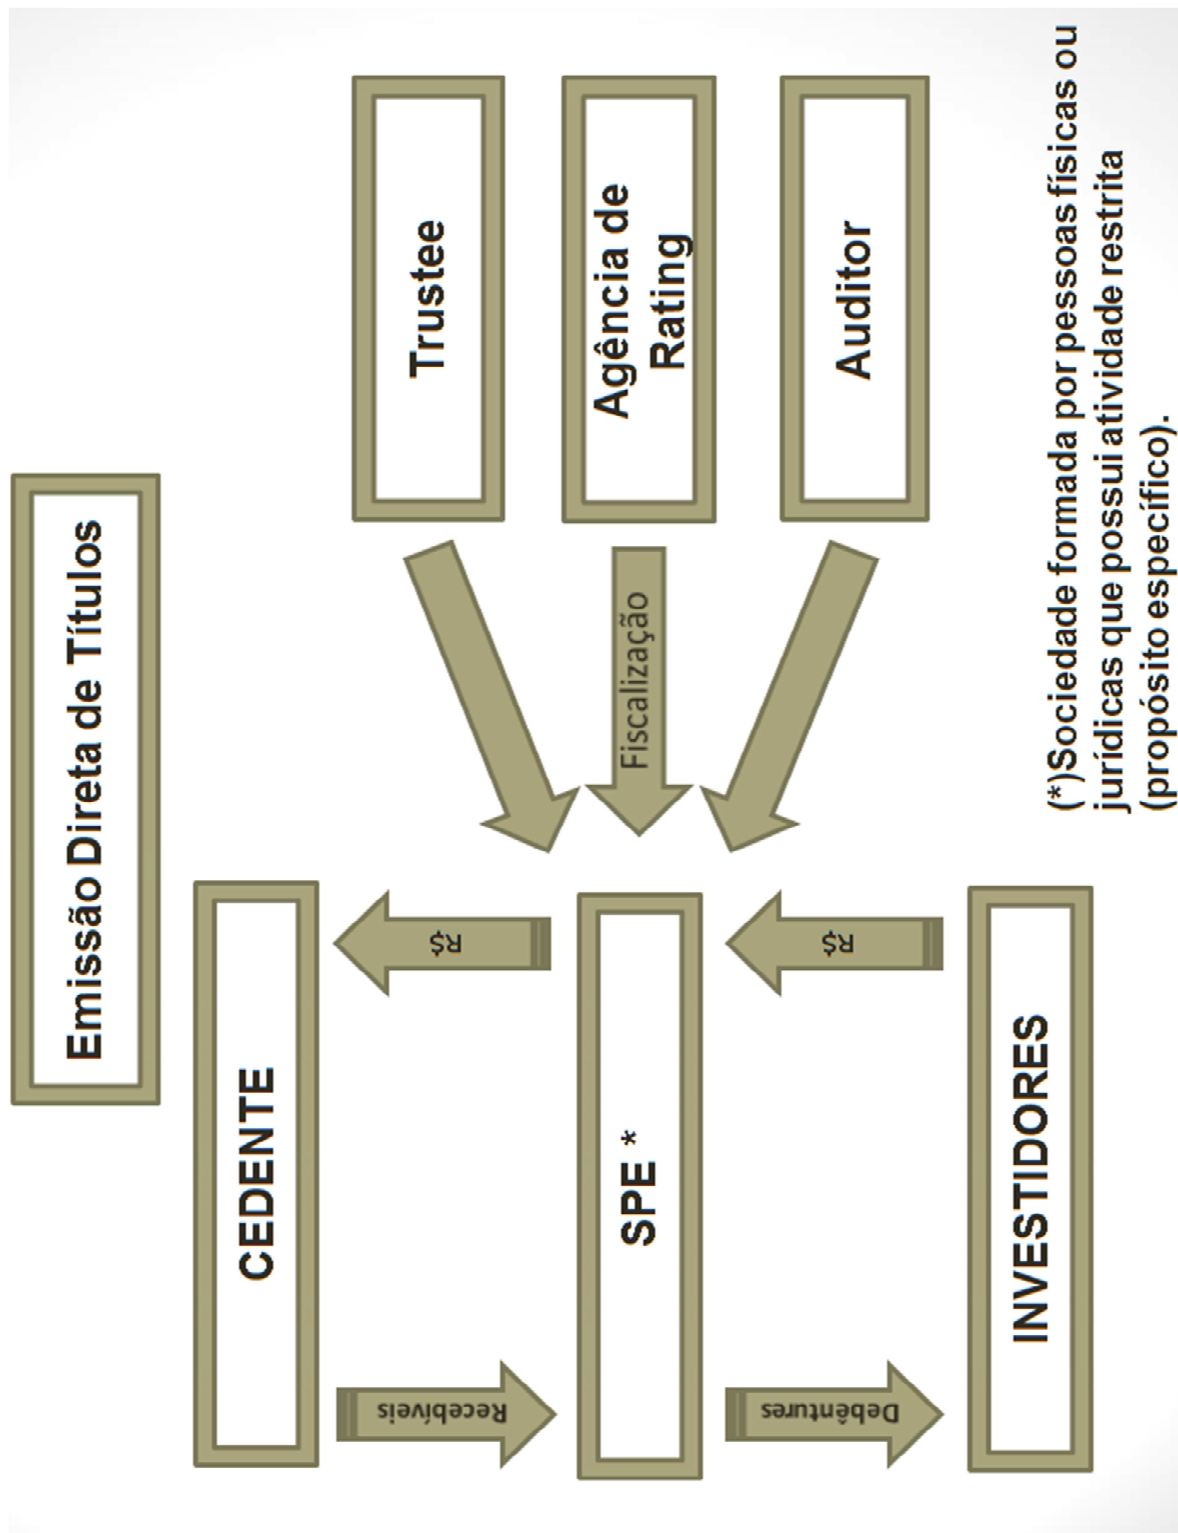 Emissão Direta de Títulos
CEDENTE
Recebíveis
R$
SPE *
Debêntures
R$
INVESTIDORES
Trustee
Agência de
Rating
Auditor
Fiscalização
(*)Sociedade formada por pessoas físicas ou
jurídicas que possui atividade restrita
(propósito específico).